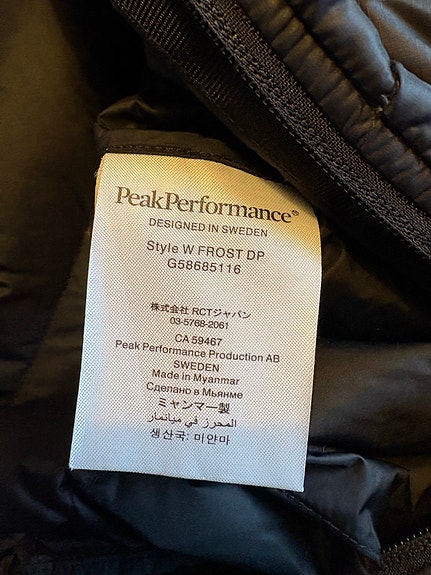 PeakPerformance®
DESIGNED IN SWEDEN
Style W FROST DP
G58685116
株式会社 RCTジャパン
03-5768-2061
CA 59467
Peak Performance Production AB
SWEDEN
Made in Myanmar
Сделано в Мьянме
ミャンマー製
المحرز في ميانمار
생산국: 미얀마